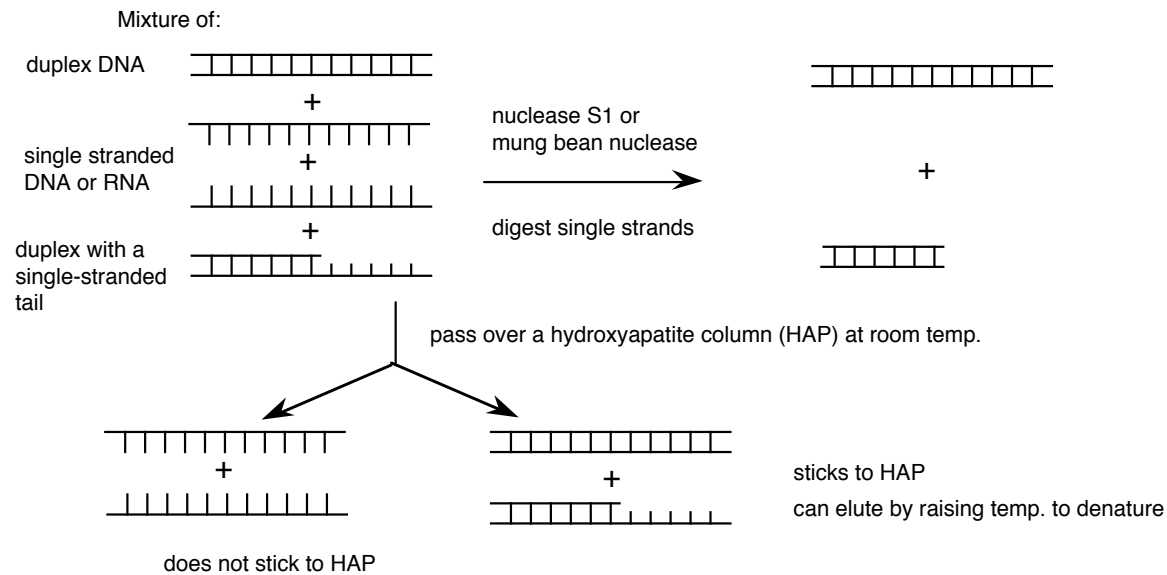 Mixture of:
duplex DNA
+
single stranded
DNA or RNA
+
+
duplex with a
single-stranded
tail
nuclease S1 or
mung bean nuclease
digest single strands
+
pass over a hydroxyapatite column (HAP) at room temp.
+
does not stick to HAP
+
sticks to HAP
can elute by raising temp. to denature